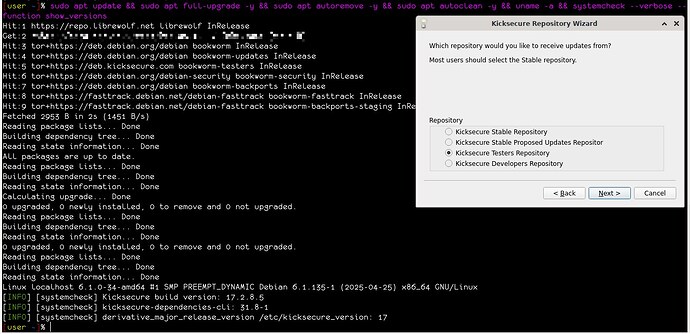 [user ~]% sudo apt update && sudo apt full-upgrade -y && sudo apt autoremove -y && sudo apt autoclean -y && uname -a && systemcheck --verbose --
function show_versions
Hit:1 https://repo.librewolf.net librewolf InRelease
Get:2
Hit:3 tor+https://deb.debian.org/debian bookworm InRelease
Hit:4 tor+https://deb.debian.org/debian bookworm-updates InRelease
Hit:5 tor+https://deb.kicksecure.com bookworm-testers InRelease
Hit:6 tor+https://deb.debian.org/debian-security bookworm-security InRelease
Hit:7 tor+https://deb.debian.org/debian bookworm-backports InRelease
Hit:8 tor+https://fasttrack.debian.net/debian-fasttrack bookworm-fasttrack InRelease
Hit:9 tor+https://fasttrack.debian.net/debian-fasttrack bookworm-backports-staging InRe
Fetched 2953 B in 2s (1451 B/s)
Reading package lists... Done
Building dependency tree... Done
Reading state information... Done
All packages are up to date.
Reading package lists... Done
Building dependency tree... Done
Reading state information... Done
Calculating upgrade... Done
0 upgraded, 0 newly installed, 0 to remove and 0 not upgraded.
Reading package lists... Done
Building dependency tree... Done
Reading state information... Done
0 upgraded, 0 newly installed, 0 to remove and 0 not upgraded.
Reading package lists... Done
Building dependency tree... Done
Reading state information... Done
Linux localhost 6.1.0-34-amd64 #1 SMP PREEMPT_DYNAMIC Debian 6.1.135-1 (2025-04-25) x86_64 GNU/Linux
[INFO] [systemcheck] Kicksecure build version: 17.2.8.5
[INFO] [systemcheck] kicksecure-dependencies-cli: 31.8-1
[INFO] [systemcheck] derivative_major_release_version /etc/kicksecure_version: 17
[user ~]%
Kicksecure Repository Wizard
Which repository would you like to receive updates from?
Most users should select the Stable repository.
Repository
Kicksecure Stable Repository
Kicksecure Stable Proposed Updates Repositor
Kicksecure Testers Repository
Kicksecure Developers Repository
< Back
Next >
Cancel